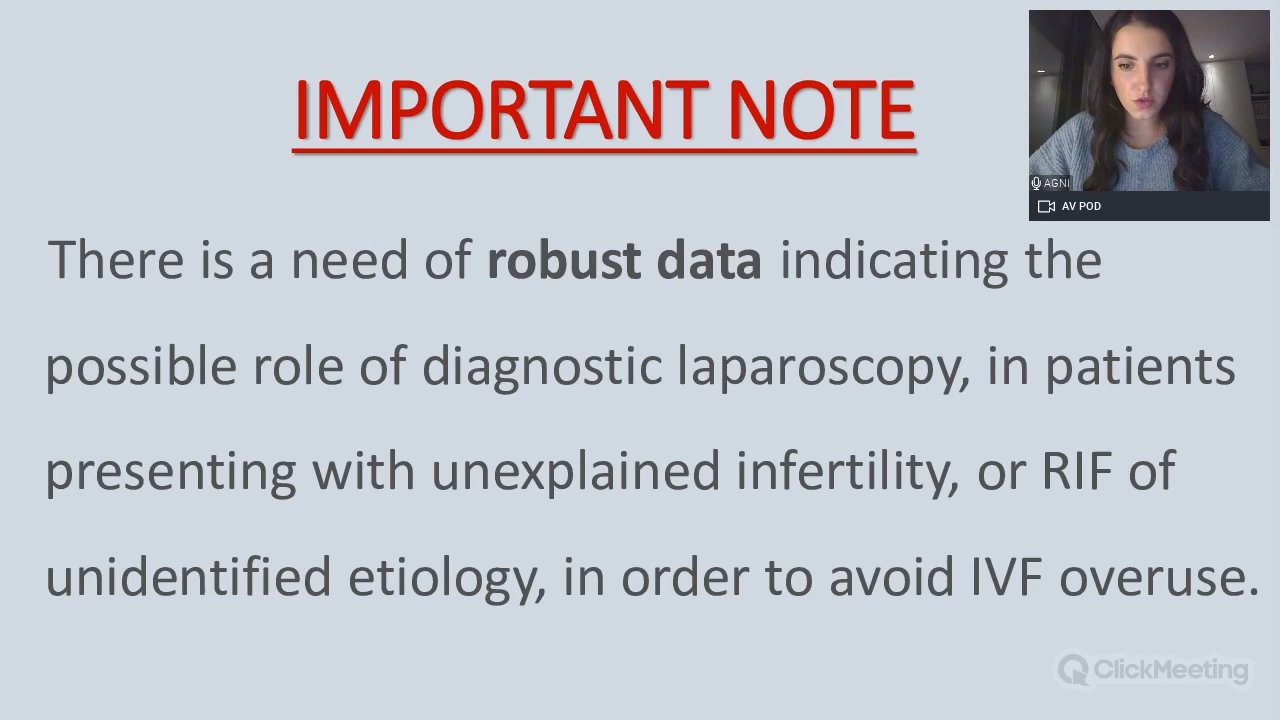 IMPORTANT NOTE
AGNI
AV POD
There is a need of robust data indicating the
possible role of diagnostic laparoscopy, in patients
presenting with unexplained infertility, or RIF of
unidentified etiology, in order to avoid IVF overuse.
ClickMeeting